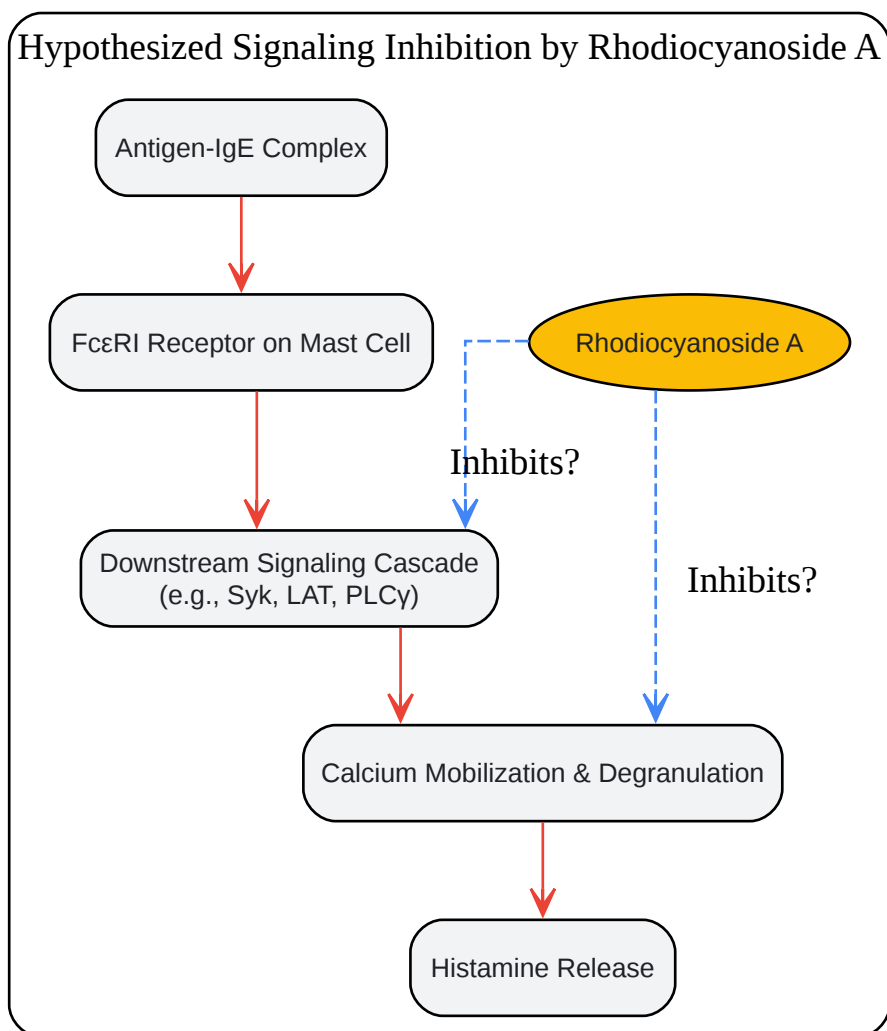 Hypothesized Signaling Inhibition by Rhodiocyanoside A
Antigen-IgE Complex
FcεRI Receptor on Mast Cell
Rhodiocyanoside A
Inhibits?
Downstream Signaling Cascade
(e.g., Syk, LAT, PLCγ)
Inhibits?
Calcium Mobilization & Degranulation
Histamine Release